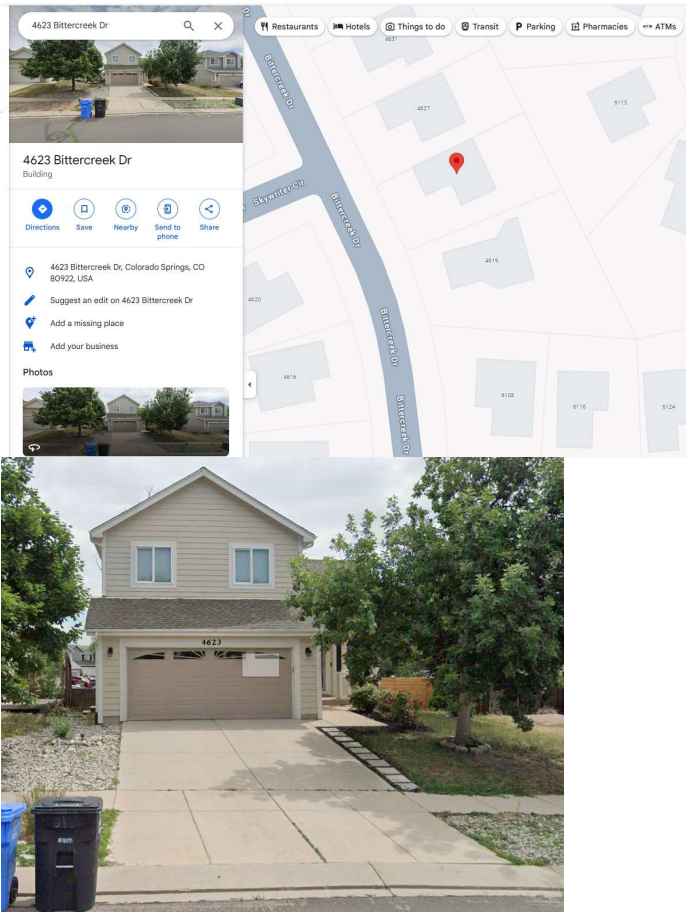 4623 Bittercreek Dr
Restaurants
Hotels
Things to do
Transit
Parking
Pharmacies
ATMs
4623 Bittercreek Dr
Building
Directions
Save
Nearby
Send to
phone
Share
4623 Bittercreek Dr, Colorado Springs, CO
80922, USA
Suggest an edit on 4623 Bittercreek Dr
Add a missing place
Add your business
Photos
Dr
Bittercreek Dr
4631
4627
6115
Skywriter Cir
Bittercreek Dr
4619
4620
Bittercreek Dr
4616
6108
6116
6124
Bittercreek Dr
4623